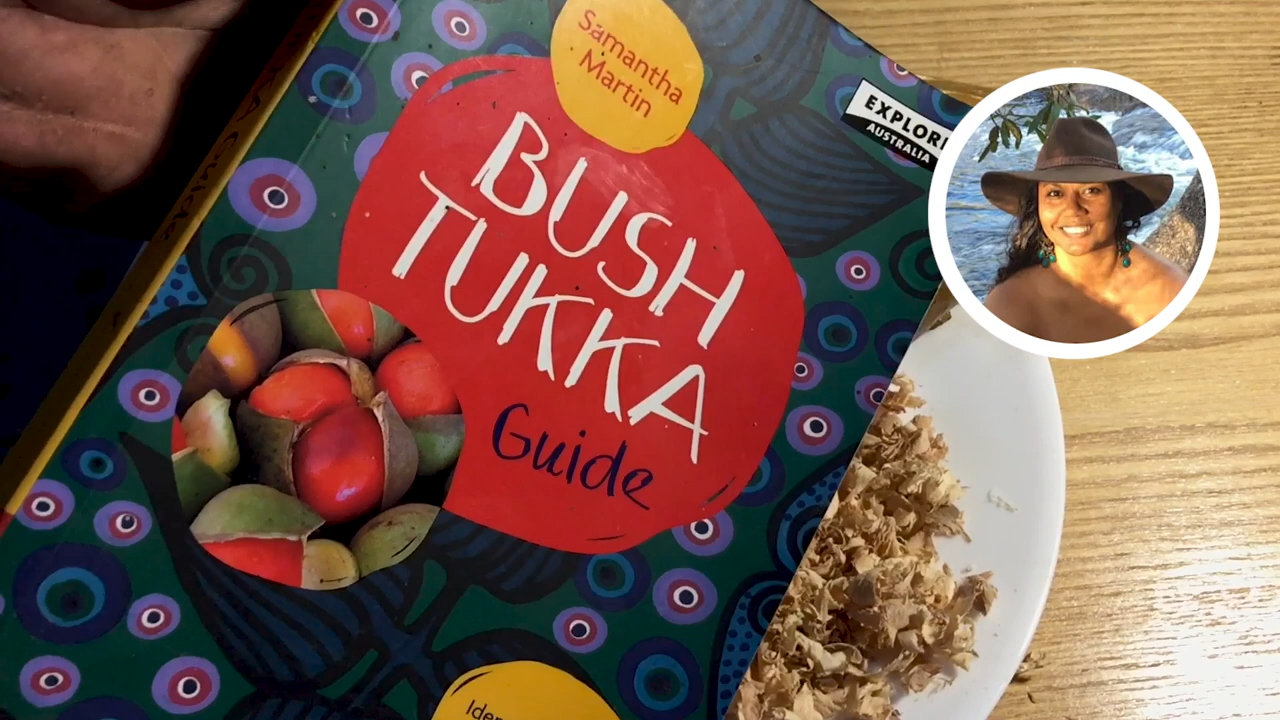 Samantha
Martin
EXPLORE
AUSTRALIA
BUSH
TUKKA
Guide